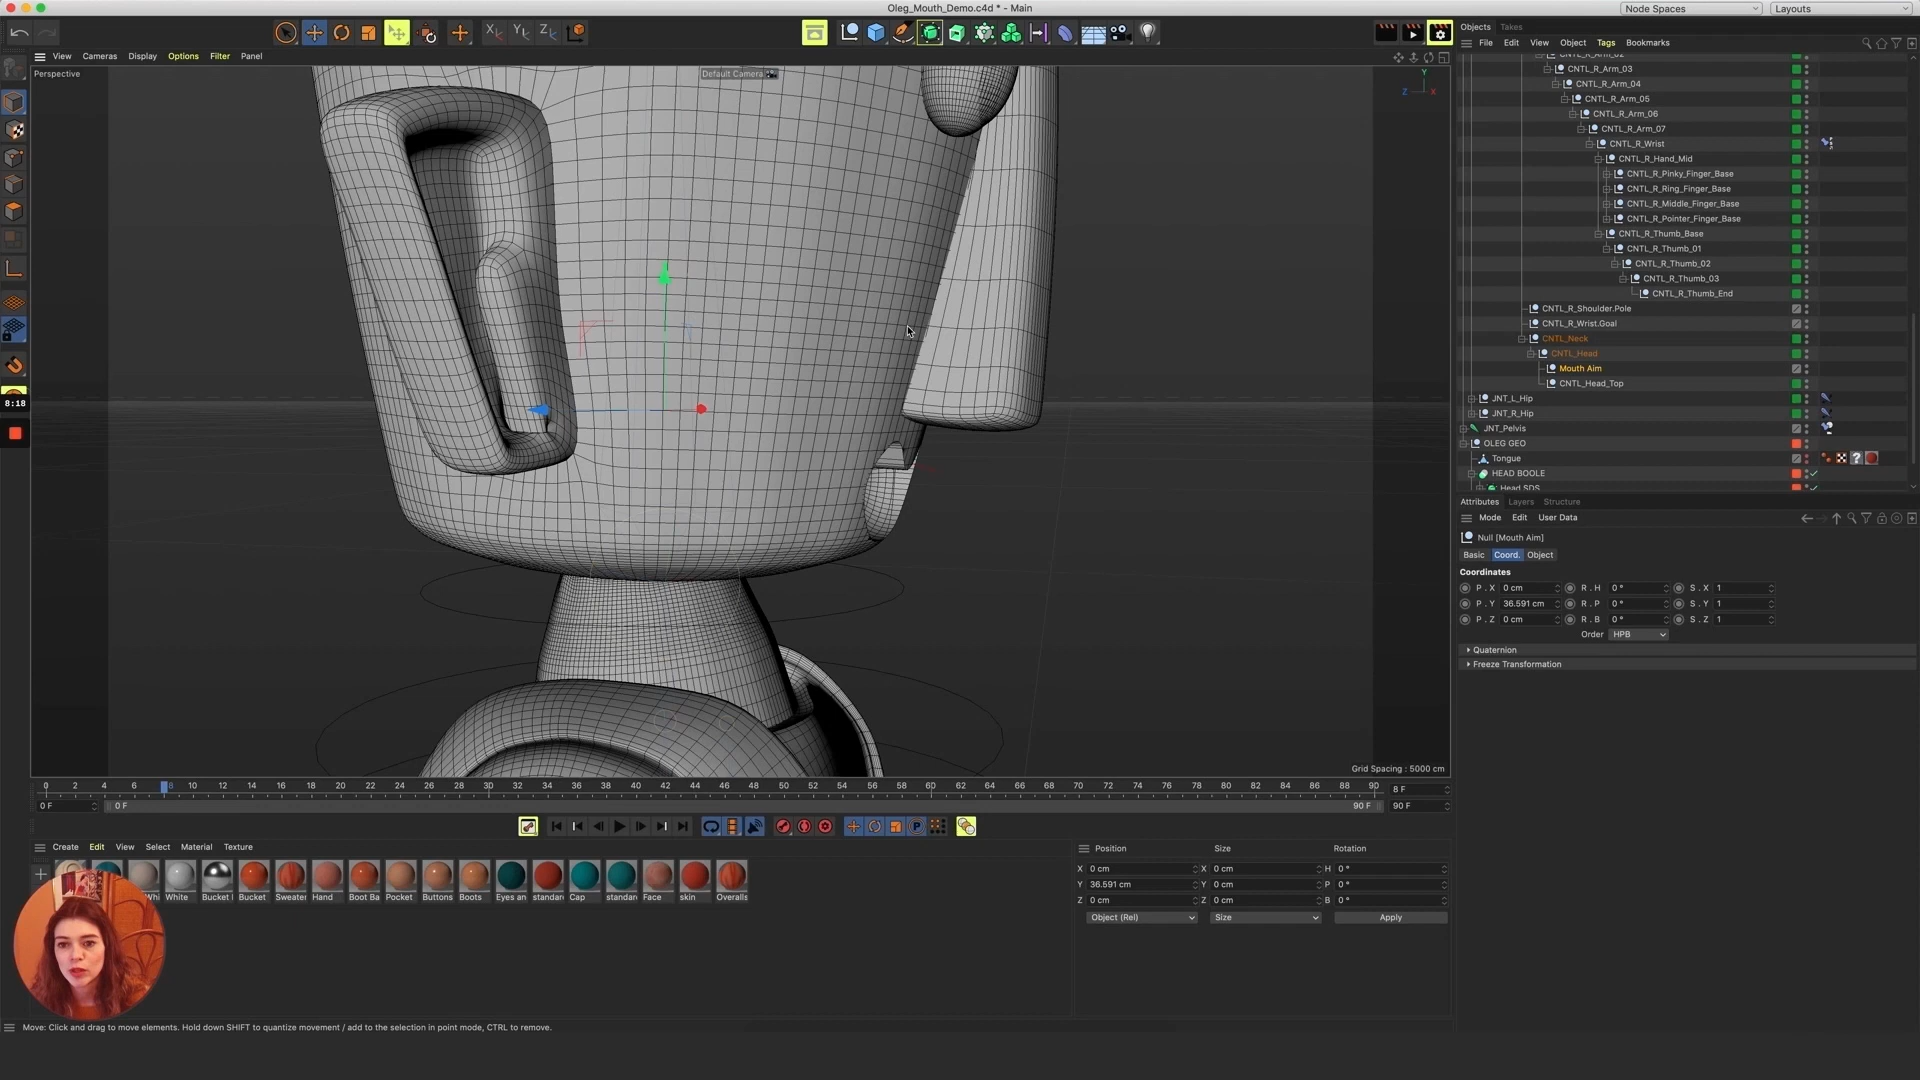 Oleg_Mouth_Demo.c4d * - Main
Node Spaces
Layouts
View Cameras Display Options Filter Panel
Perspective
Default Camera
Y
Z X
X Y Z
8:18
Grid Spacing : 5000 cm
0 2 4 6 8 10 12 14 16 18 20 22 24 26 28 30 32 34 36 38 40 42 44 46 48 50 52 54 56 58 60 62 64 66 68 70 72 74 76 78 80 82 84 86 88 90
8 F
0 F
0 F
90 F
90 F
Create Edit View Select Material Texture
White
Bucket
Bucket
Sweater
Hand
Boot Ba
Pocket
Buttons
Boots
Eyes an
standard
Cap
standard
Face
skin
Overalls
Position Size Rotation
X 0 cm X 0 cm H 0 °
Y 36.591 cm Y 0 cm P 0 °
Z 0 cm Z 0 cm B 0 °
Object (Rel) Size Apply
Move: Click and drag to move elements. Hold down SHIFT to quantize movement / add to the selection in point mode, CTRL to remove.
Objects Takes
File Edit View Object Tags Bookmarks
CNTL_R_Arm_02
CNTL_R_Arm_03
CNTL_R_Arm_04
CNTL_R_Arm_05
CNTL_R_Arm_06
CNTL_R_Arm_07
CNTL_R_Wrist
CNTL_R_Hand_Mid
CNTL_R_Pinky_Finger_Base
CNTL_R_Ring_Finger_Base
CNTL_R_Middle_Finger_Base
CNTL_R_Pointer_Finger_Base
CNTL_R_Thumb_Base
CNTL_R_Thumb_01
CNTL_R_Thumb_02
CNTL_R_Thumb_03
CNTL_R_Thumb_End
CNTL_R_Shoulder.Pole
CNTL_R_Wrist.Goal
CNTL_Neck
CNTL_Head
Mouth Aim
CNTL_Head_Top
JNT_L_Hip
JNT_R_Hip
JNT_Pelvis
OLEG GEO
Tongue
HEAD BOOLE
Head SDS
Attributes Layers Structure
Mode Edit User Data
Null [Mouth Aim]
Basic Coord. Object
Coordinates
P . X 0 cm R . H 0 ° S . X 1
P . Y 36.591 cm R . P 0 ° S . Y 1
P . Z 0 cm R . B 0 ° S . Z 1
Order HPB
Quaternion
Freeze Transformation